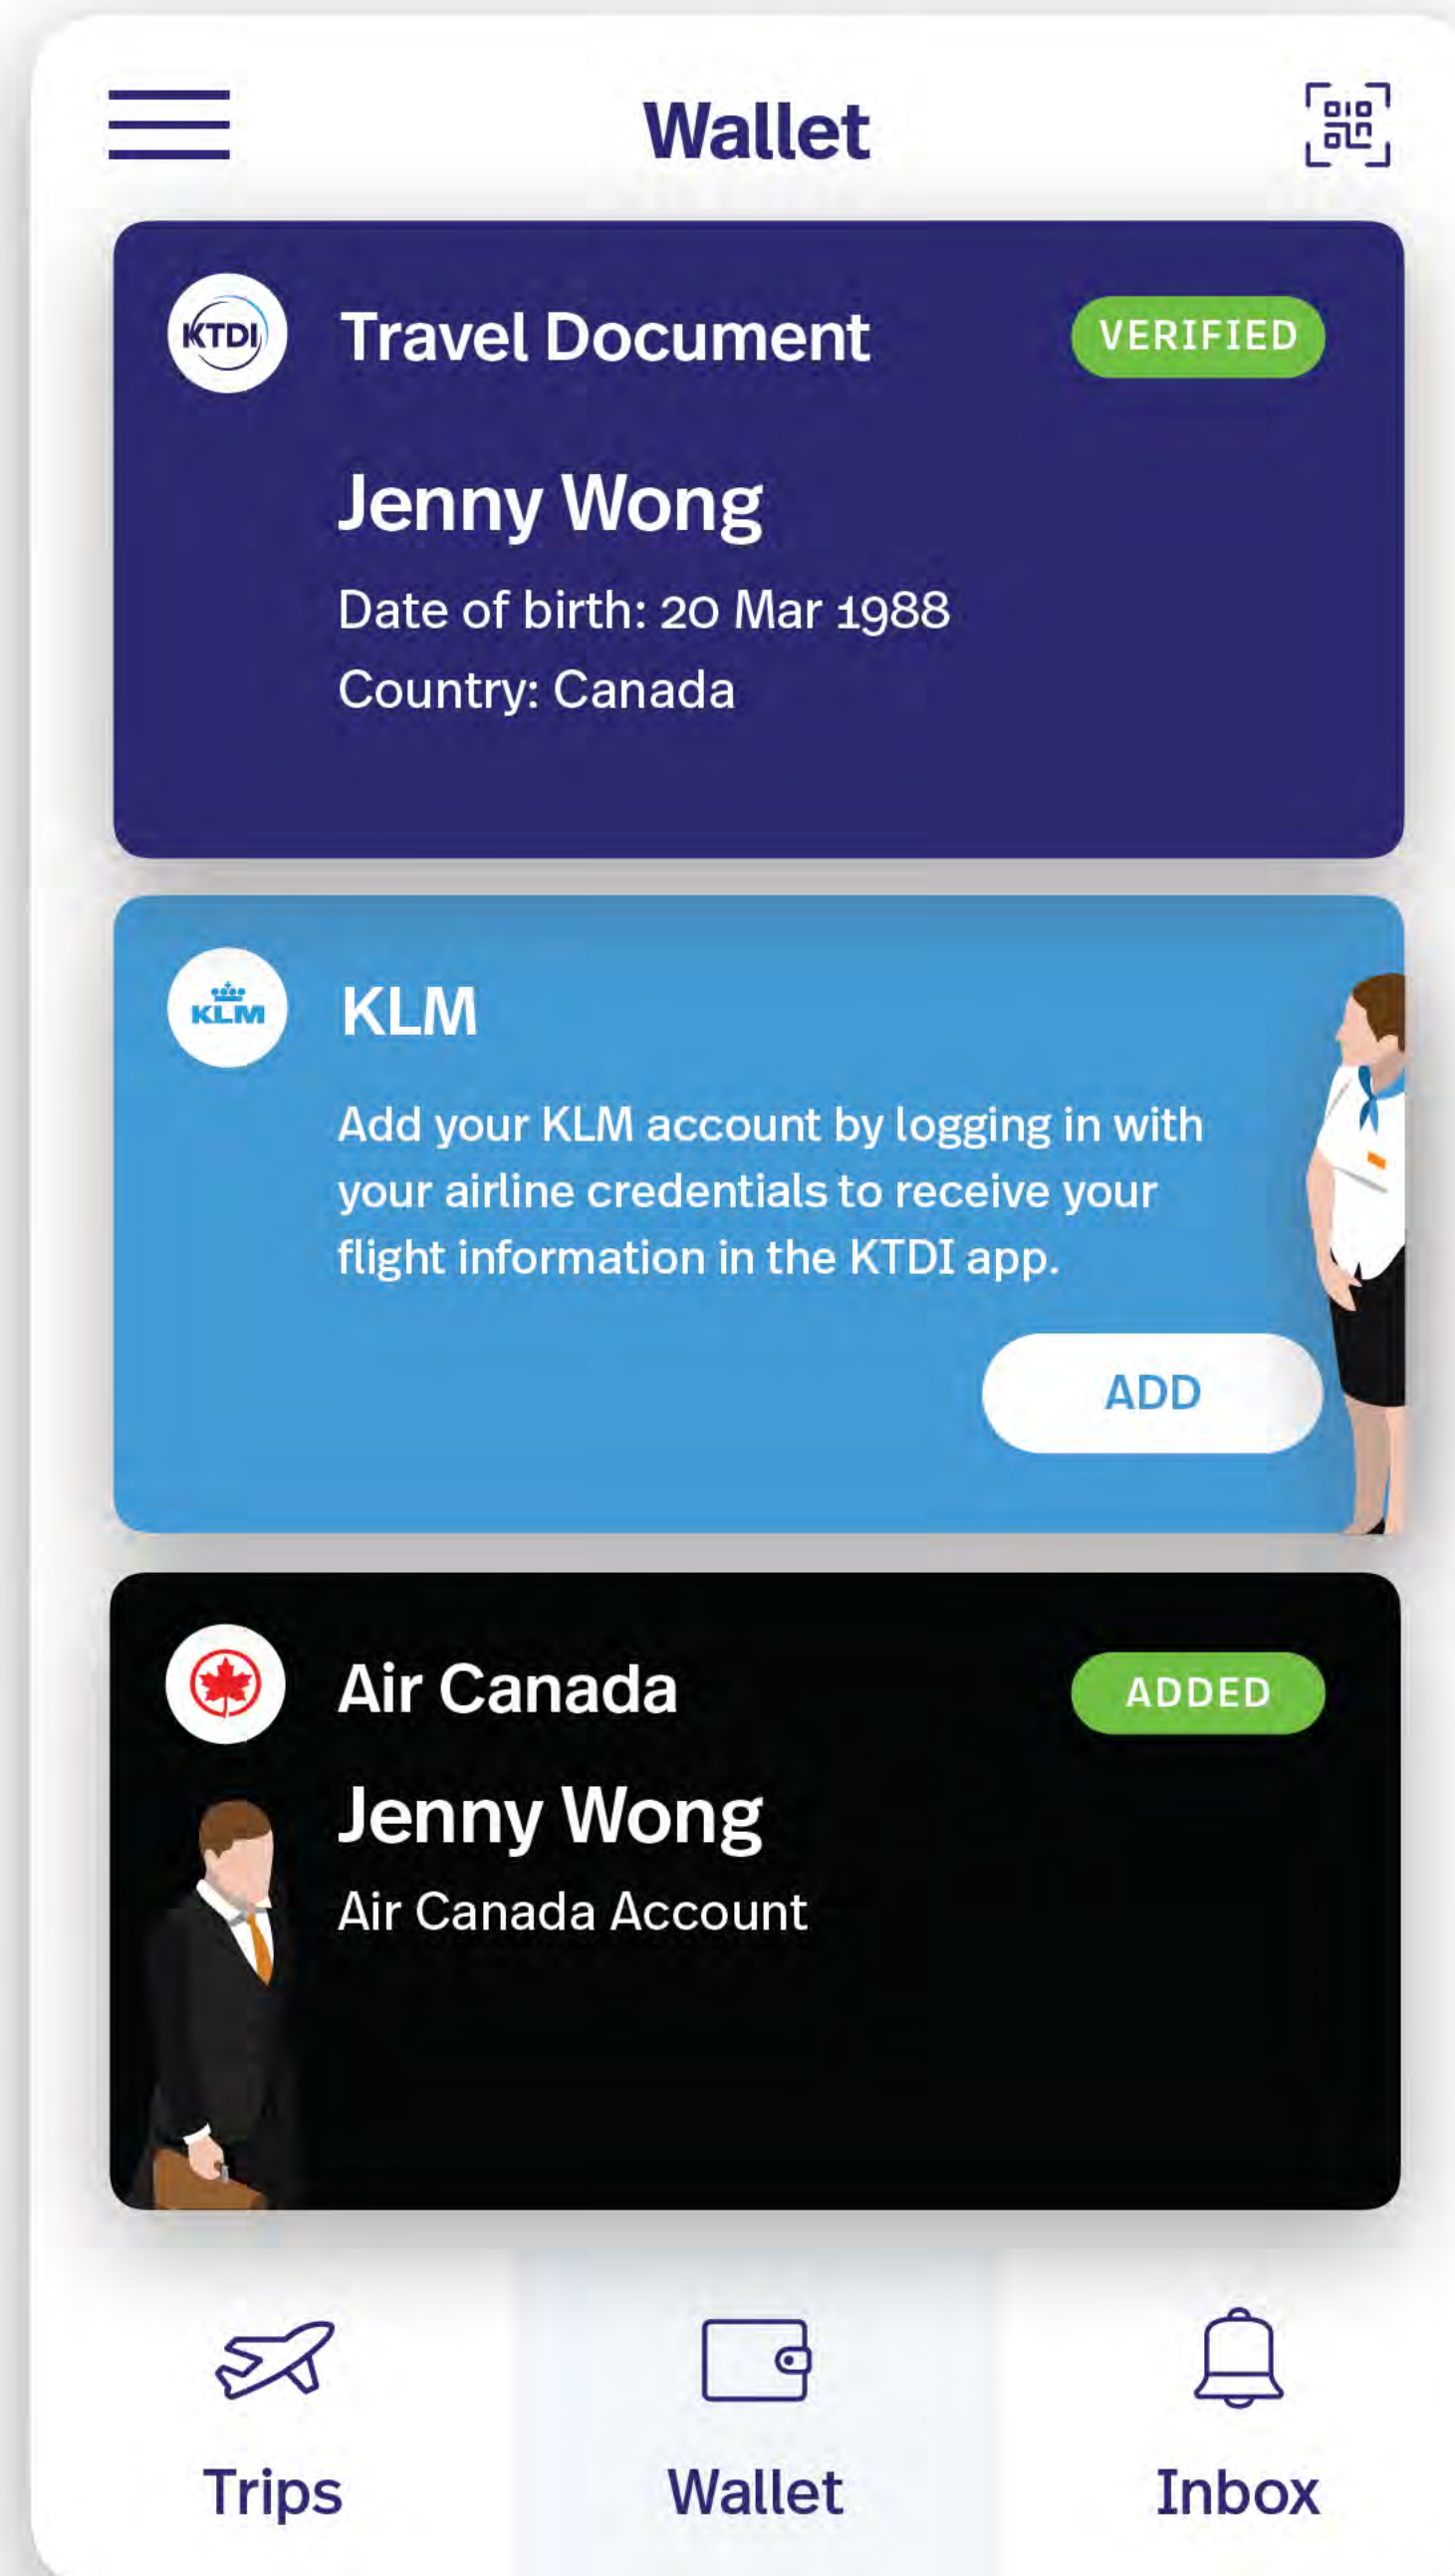 Wallet
KTDI
Travel Document
VERIFIED
Jenny Wong
Date of birth: 20 Mar 1988
Country: Canada
KLM
KLM
Add your KLM account by logging in with
your airline credentials to receive your
flight information in the KTDI app.
ADD
Air Canada
ADDED
Jenny Wong
Air Canada Account
Trips
Wallet
Inbox